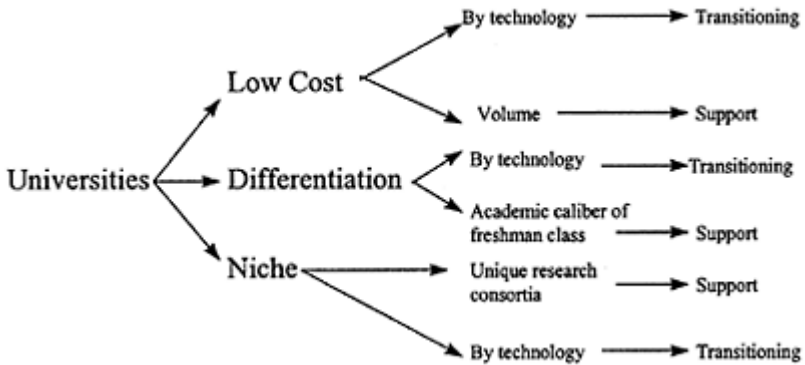 By technology Transitioning
Low Cost
Volume Support
By technology Transitioning
Universities Differentiation
Academic caliber of
freshman class Support
Niche Unique research
consortia Support
By technology Transitioning